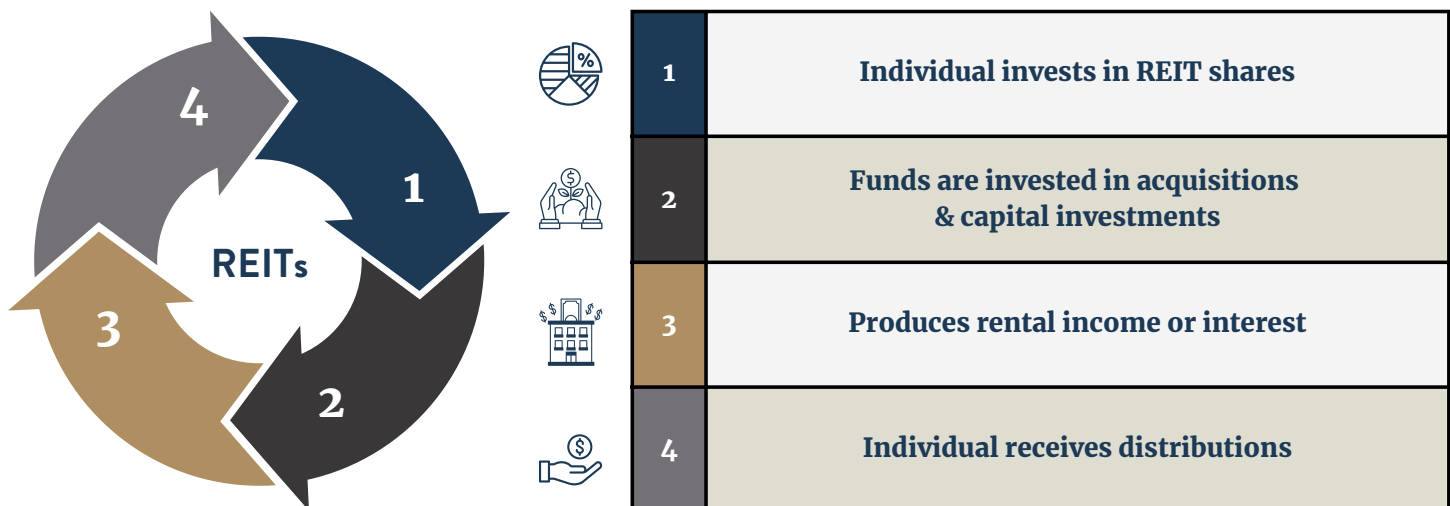 4
1
REITs
3
2
%
$
$ $ $ $
$
1
Individual invests in REIT shares
2
Funds are invested in acquisitions
& capital investments
3
Produces rental income or interest
4
Individual receives distributions